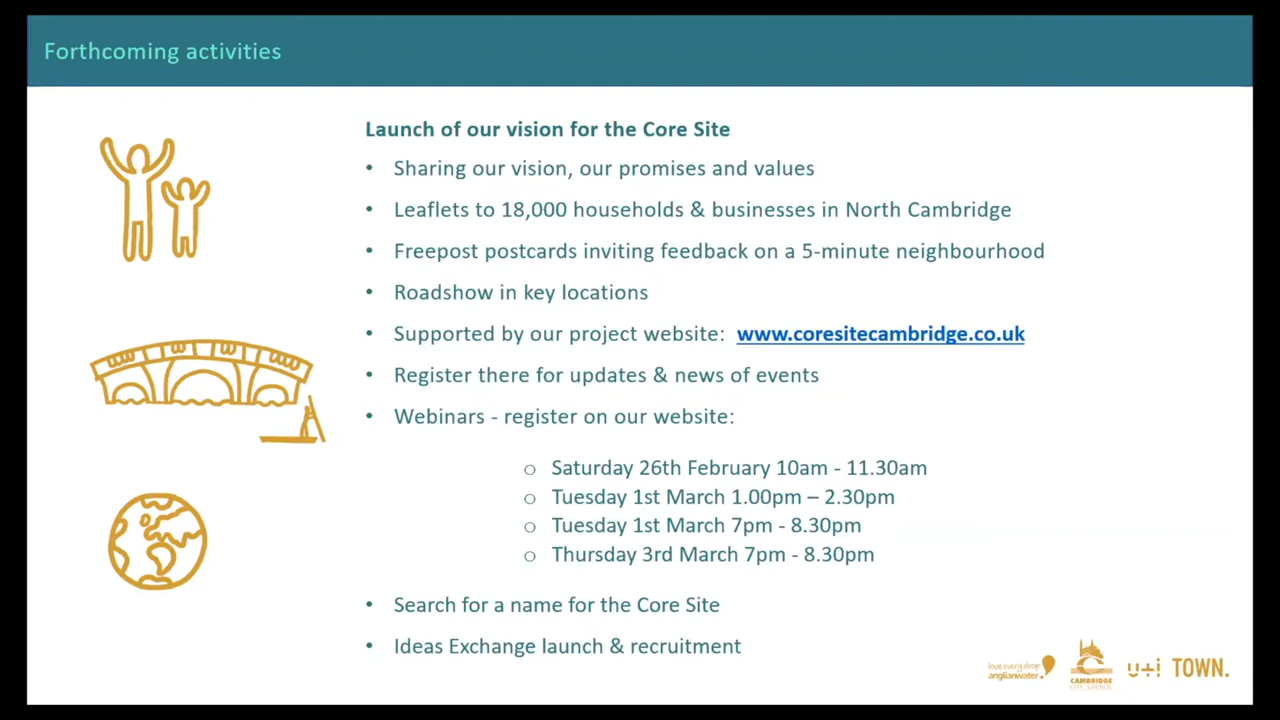 Forthcoming activities
Launch of our vision for the Core Site
• Sharing our vision, our promises and values
• Leaflets to 18,000 households & businesses in North Cambridge
• Freepost postcards inviting feedback on a 5-minute neighbourhood
• Roadshow in key locations
• Supported by our project website: www.coresitecambridge.co.uk
• Register there for updates & news of events
• Webinars - register on our website:
o Saturday 26th February 10am - 11.30am
o Tuesday 1st March 1.00pm – 2.30pm
o Tuesday 1st March 7pm - 8.30pm
o Thursday 3rd March 7pm - 8.30pm
• Search for a name for the Core Site
• Ideas Exchange launch & recruitment
love every drop
anglianwater
CAMBRIDGE
CITY COUNCIL
u+i
TOWN.